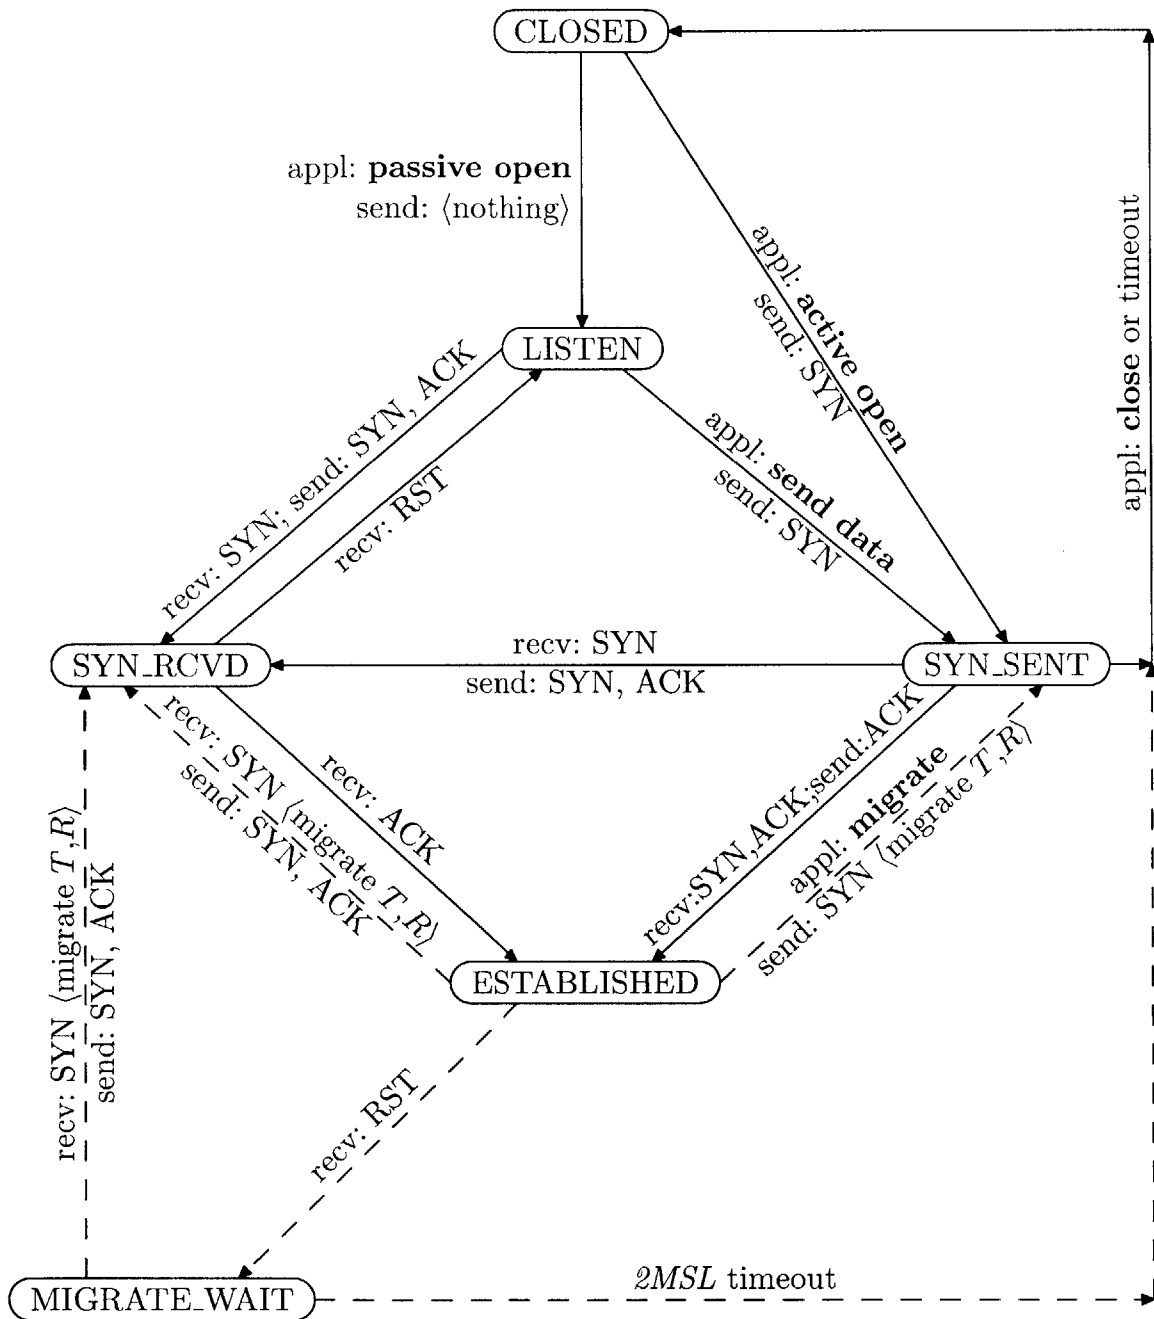 CLOSED
appl: passive open
send: ⟨nothing⟩
appl: active open
send: SYN
appl: close or timeout
LISTEN
recv: SYN; send: SYN, ACK
recv: RST
appl: send data
send: SYN
SYN_RCVD
recv: SYN
send: SYN, ACK
SYN_SENT
recv: SYN ⟨migrate T,R⟩
send: SYN, ACK
recv: ACK
recv:SYN,ACK;send:ACK
appl: migrate
send: SYN ⟨migrate T,R⟩
ESTABLISHED
recv: SYN ⟨migrate T,R⟩
send: SYN, ACK
recv: RST
MIGRATE_WAIT
2MSL timeout